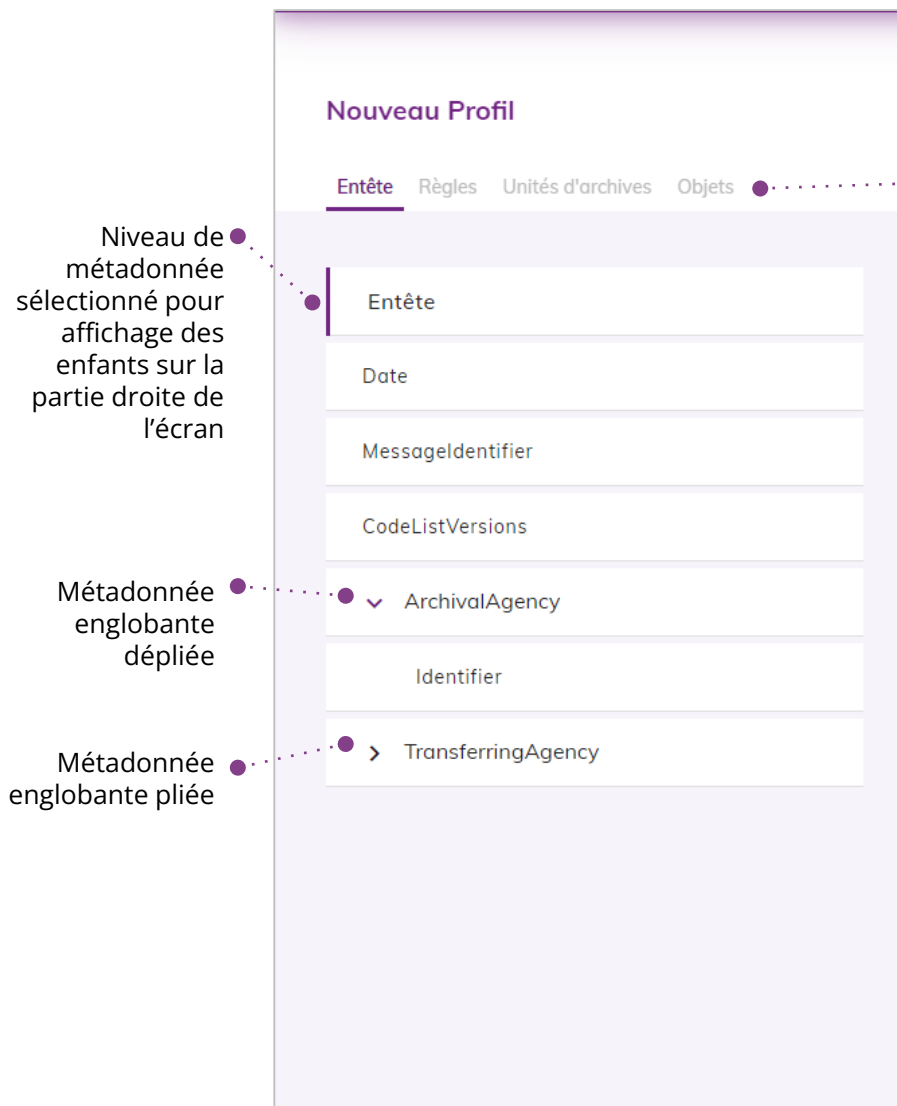 Nouveau Profil
Entête Règles Unités d'archives Objets
Niveau de
métadonnée
sélectionné pour
affichage des
enfants sur la
partie droite de
l’écran
Entête
Date
MessageIdentifier
CodeListVersions
Métadonnée
englobante
dépliée
ArchivalAgency
Identifier
Métadonnée
englobante pliée
TransferringAgency